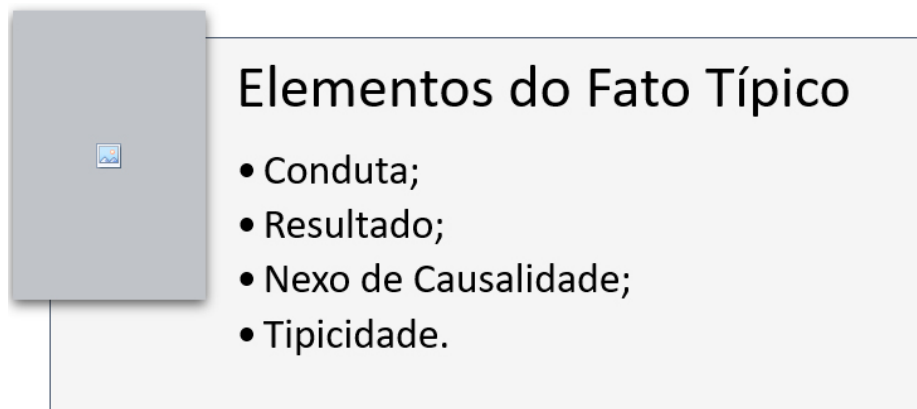 Elementos do Fato Típico
• Conduta;
• Resultado;
• Nexo de Causalidade;
• Tipicidade.